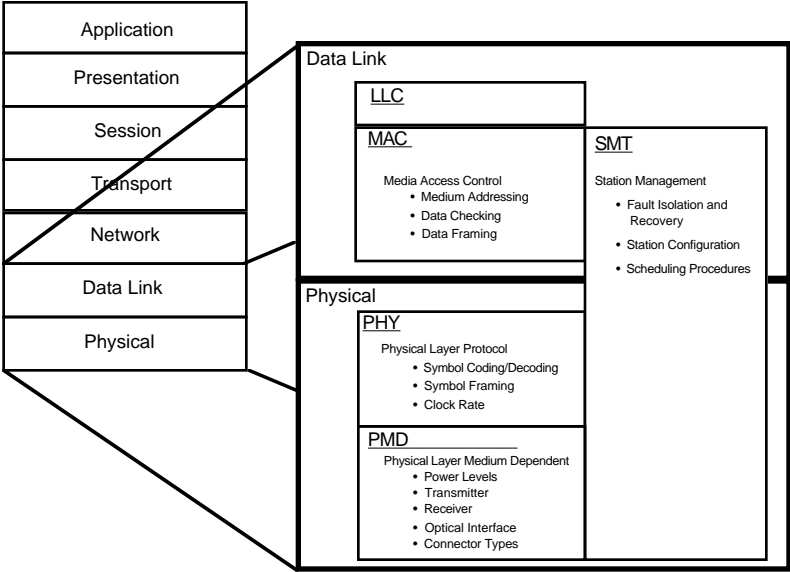 Application
Presentation
Session
Transport
Network
Data Link
Physical
Data Link
LLC
MAC
Media Access Control
• Medium Addressing
• Data Checking
• Data Framing
SMT
Station Management
• Fault Isolation and
Recovery
• Station Configuration
• Scheduling Procedures
Physical
PHY
Physical Layer Protocol
• Symbol Coding/Decoding
• Symbol Framing
• Clock Rate
PMD
Physical Layer Medium Dependent
• Power Levels
• Transmitter
• Receiver
• Optical Interface
• Connector Types